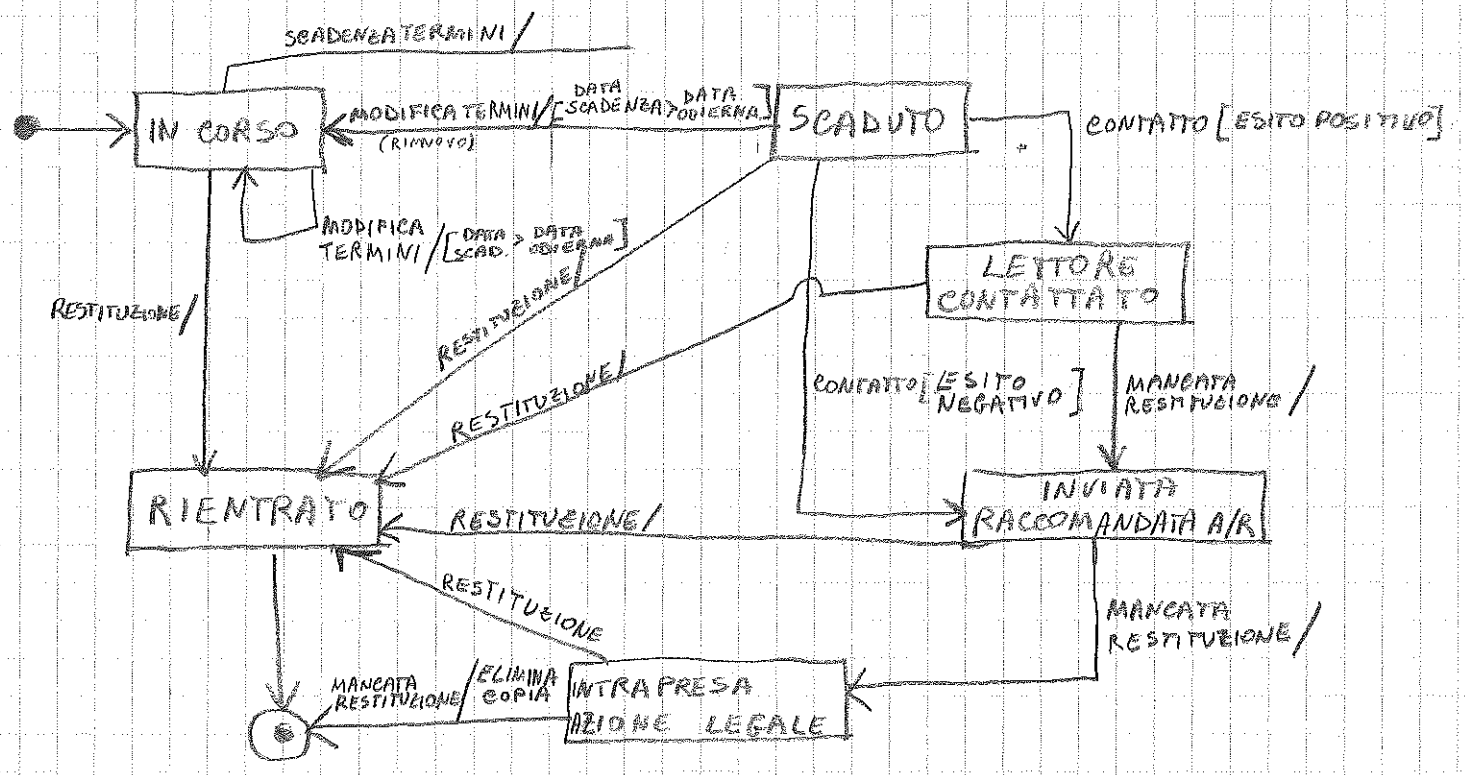 SCADENZA TERMINI /
IN CORSO
MODIFICA TERMINI / [DATA SCADENZA > DATA ODIERNA]
(RINNOVO)
SCADUTO
CONTATTO [ESITO POSITIVO]
MODIFICA
TERMINI / [DATA SCAD. > DATA ODIERNA]
RESTITUZIONE /
RESTITUZIONE /
LETTORE
CONTATTATO
RESTITUZIONE /
CONTATTO [ESITO
NEGATIVO]
MANCATA
RESTITUZIONE /
RIENTRATO
RESTITUZIONE /
INVIATA
RACCOMANDATA A/R
RESTITUZIONE
MANCATA
RESTITUZIONE /
MANCATA
RESTITUZIONE / ELIMINA COPIA
INTRAPRESA
AZIONE LEGALE